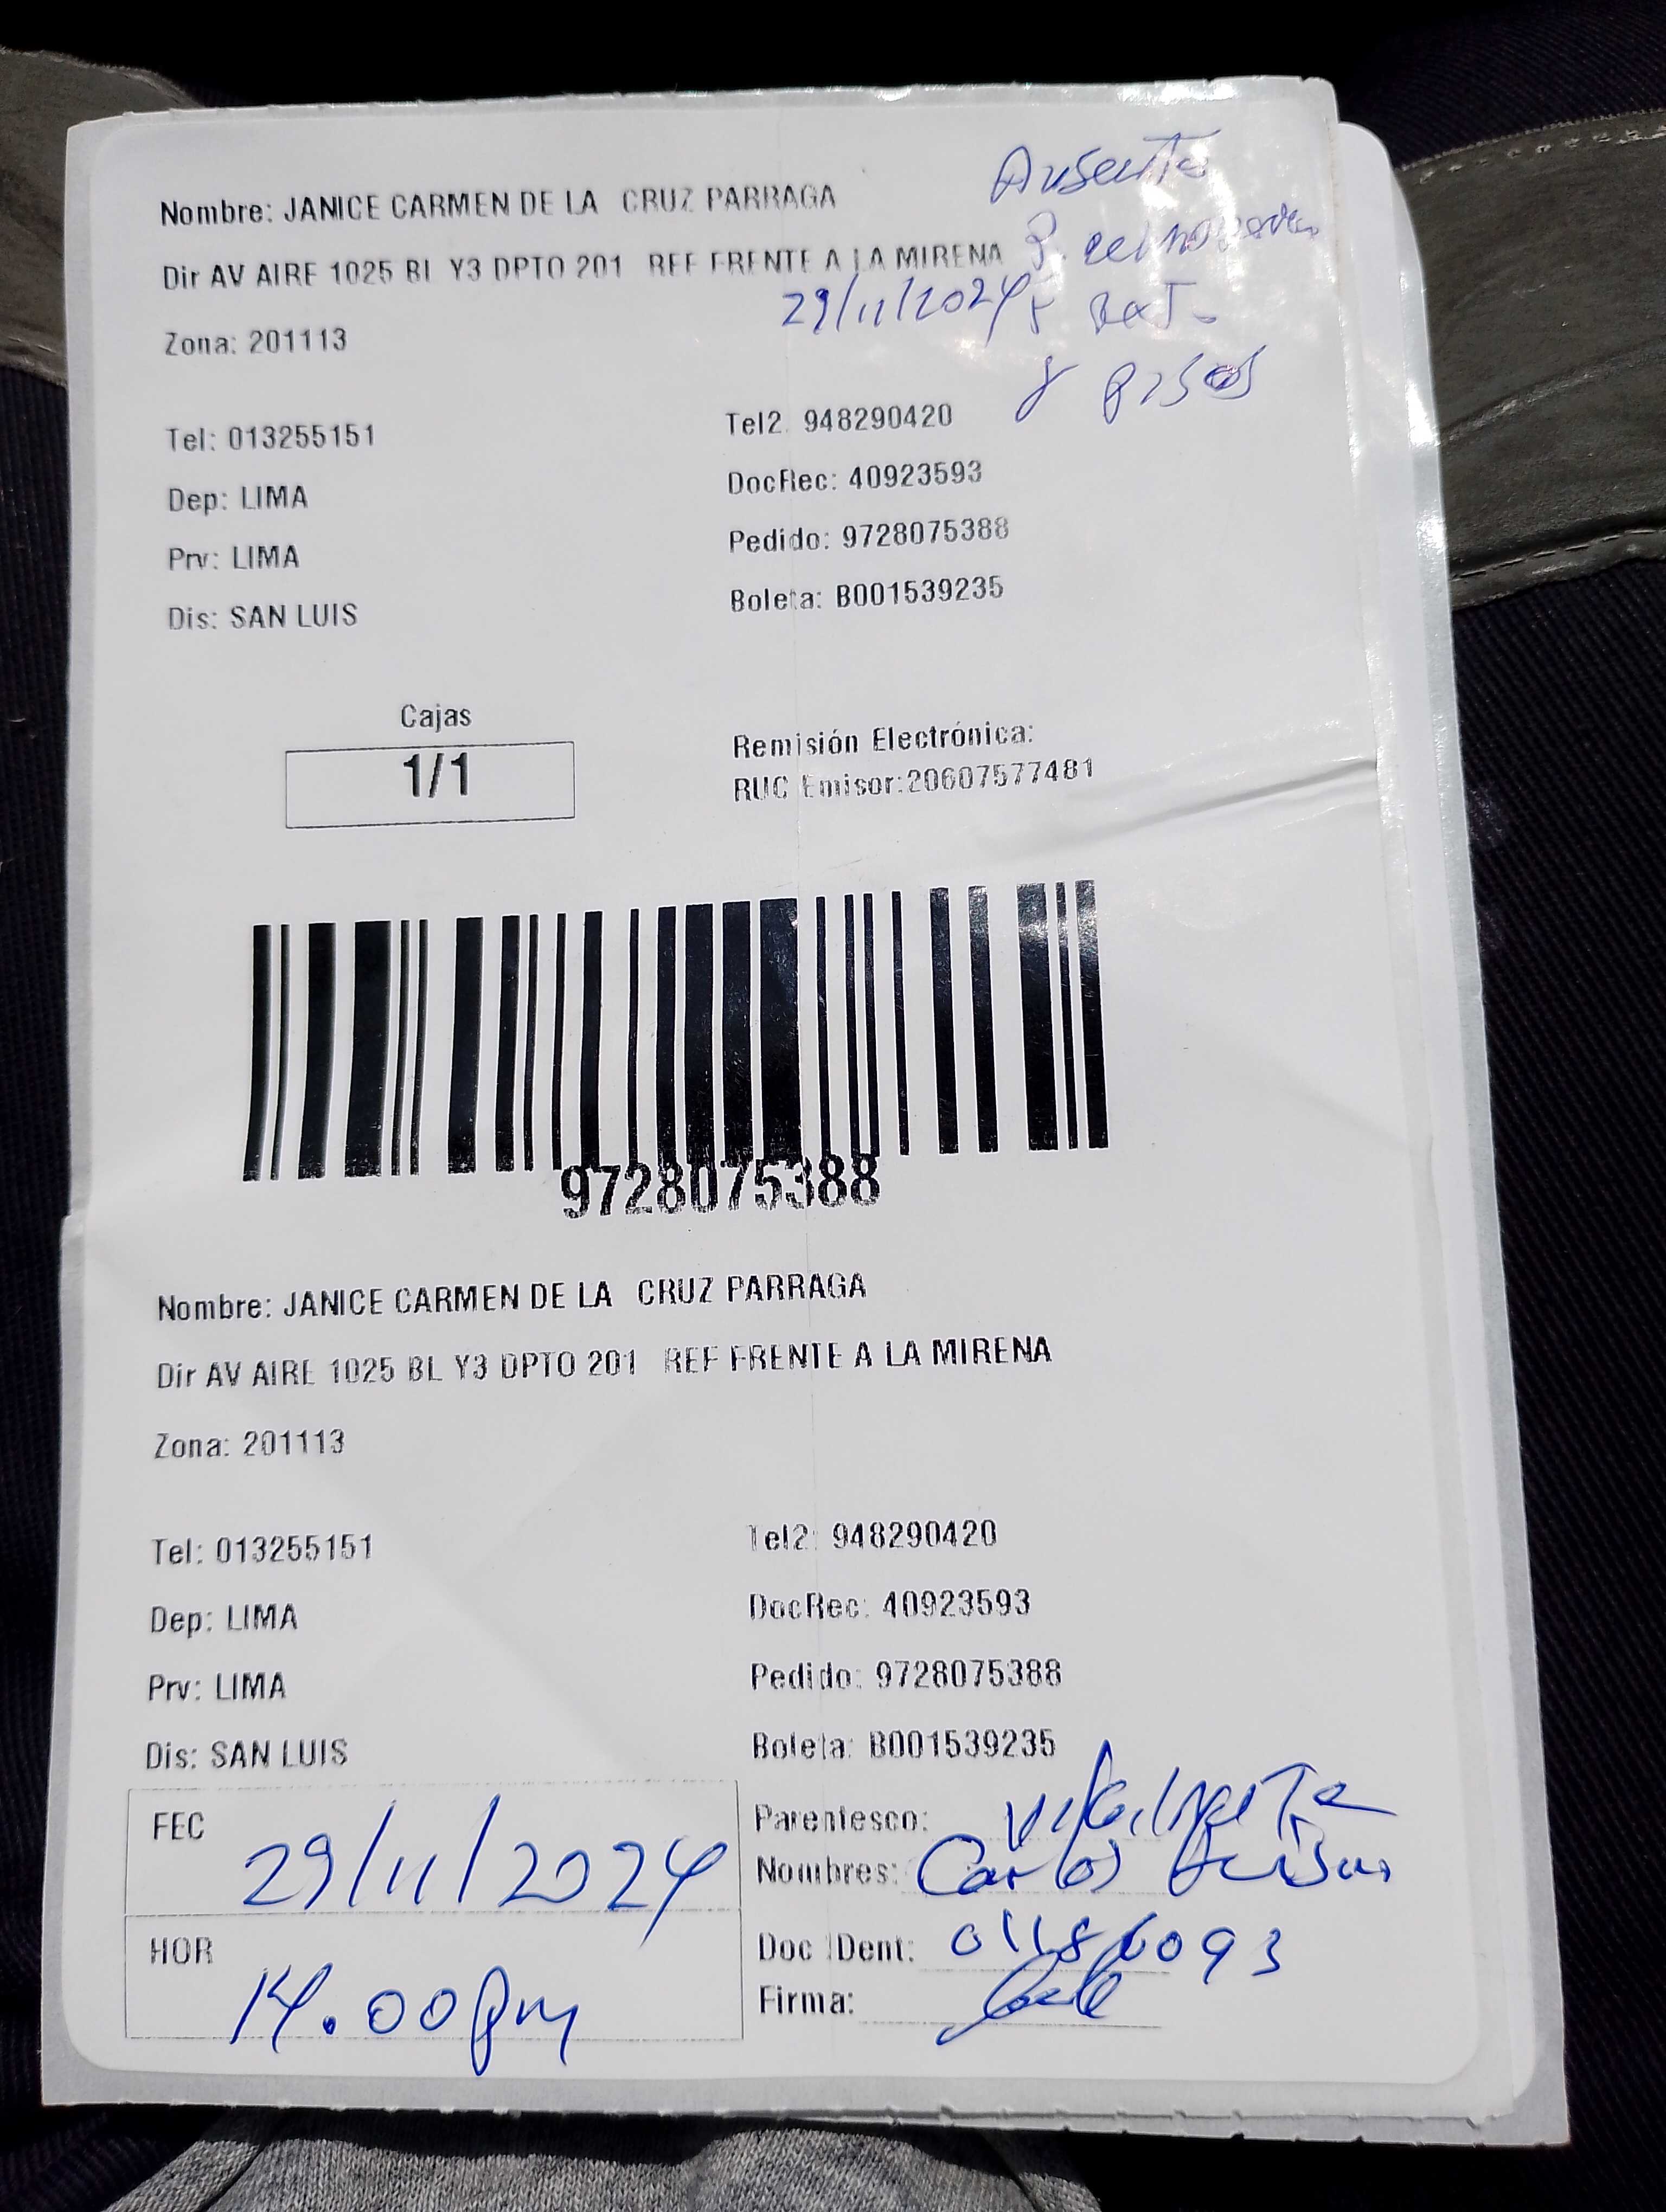 Ausente
Nombre: JANICE CARMEN DE LA CRUZ PARRAGA
Dir AV AIRE 1025 BL Y3 DPTO 201 REF FRENTE A LA MIRENA
29/11/2024
Zona: 201113
8 pisos
Tel: 013255151 Tel2: 948290420
Dep: LIMA DocRec: 40923593
Prv: LIMA Pedido: 9728075388
Dis: SAN LUIS Boleta: B001539235
Cajas
1/1
Remisión Electrónica:
RUC Emisor:20607577481
9728075388
Nombre: JANICE CARMEN DE LA CRUZ PARRAGA
Dir AV AIRE 1025 BL Y3 DPTO 201 REF FRENTE A LA MIRENA
Zona: 201113
Tel: 013255151 Tel2: 948290420
Dep: LIMA DocRec: 40923593
Prv: LIMA Pedido: 9728075388
Dis: SAN LUIS Boleta: B001539235
FEC 29/11/2024
HOR 14.00pm
Parentesco: Vigilante
Nombres: Carlos
Doc IDent:
Firma: